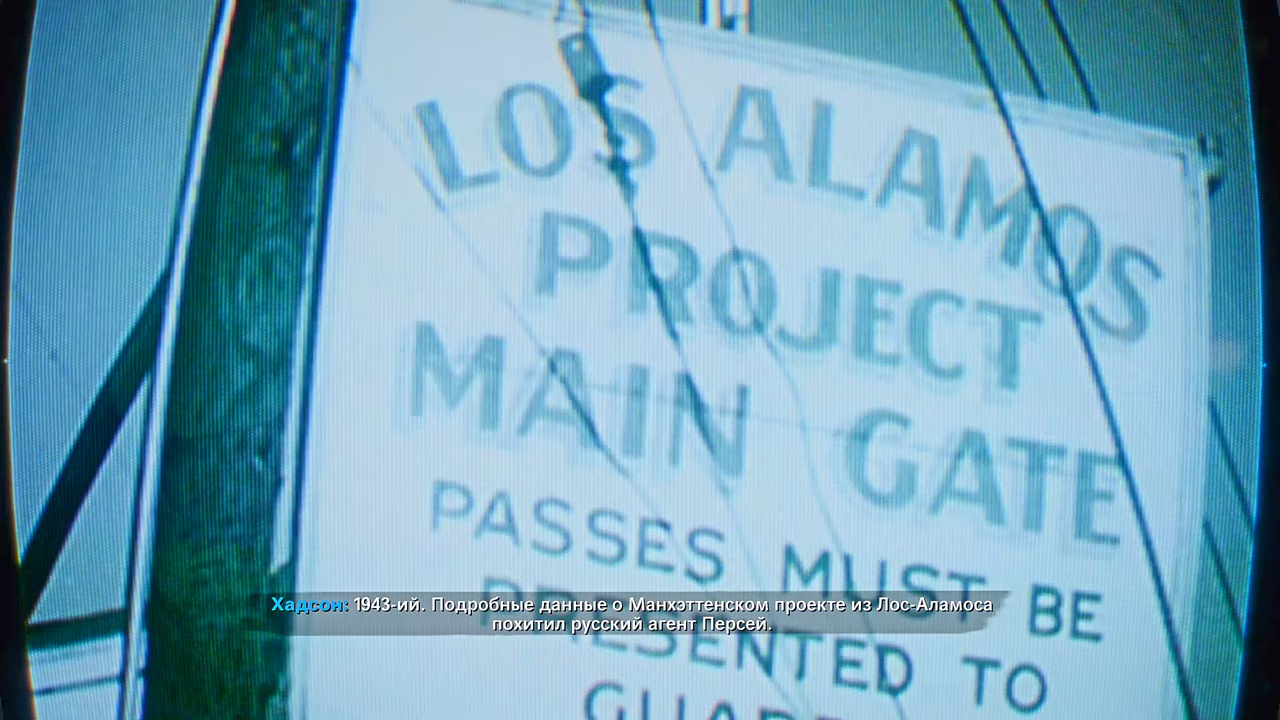 LOS ALAMOS
PROJECT
MAIN GATE
PASSES MUST BE
PRESENTED TO
Хадсон: 1943-ий. Подробные данные о Манхэттенском проекте из Лос-Аламоса
похитил русский агент Персей.